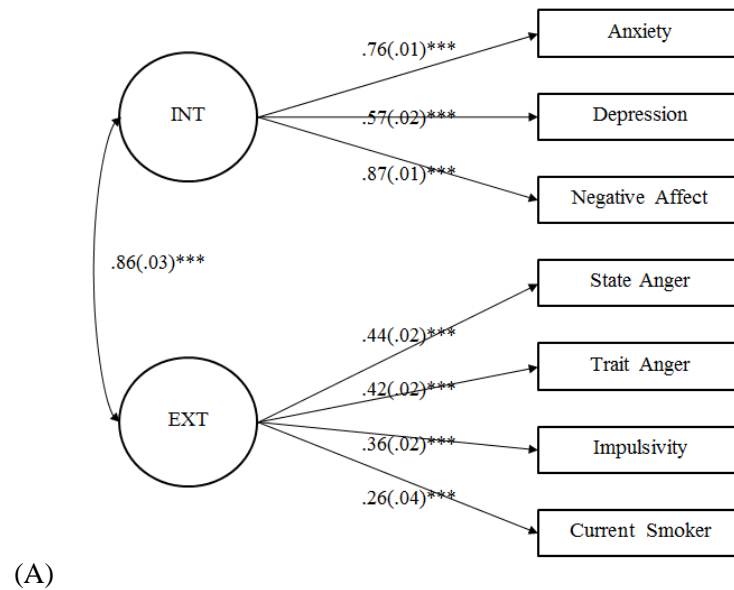 Anxiety
.76(.01)***
INT
.57(.02)***
Depression
.87(.01)***
Negative Affect
.86(.03)***
State Anger
.44(.02)***
Trait Anger
.42(.02)***
EXT
.36(.02)***
Impulsivity
.26(.04)***
Current Smoker
(A)